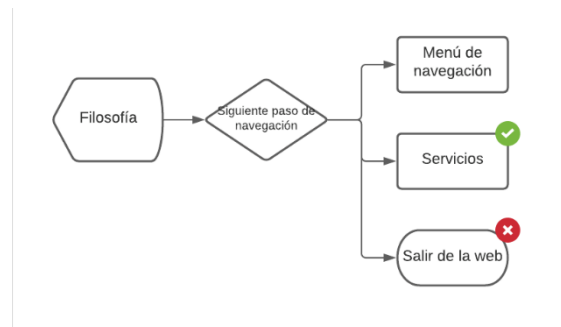 Filosofía
Siguiente paso de
navegación
Menú de
navegación
Servicios
Salir de la web